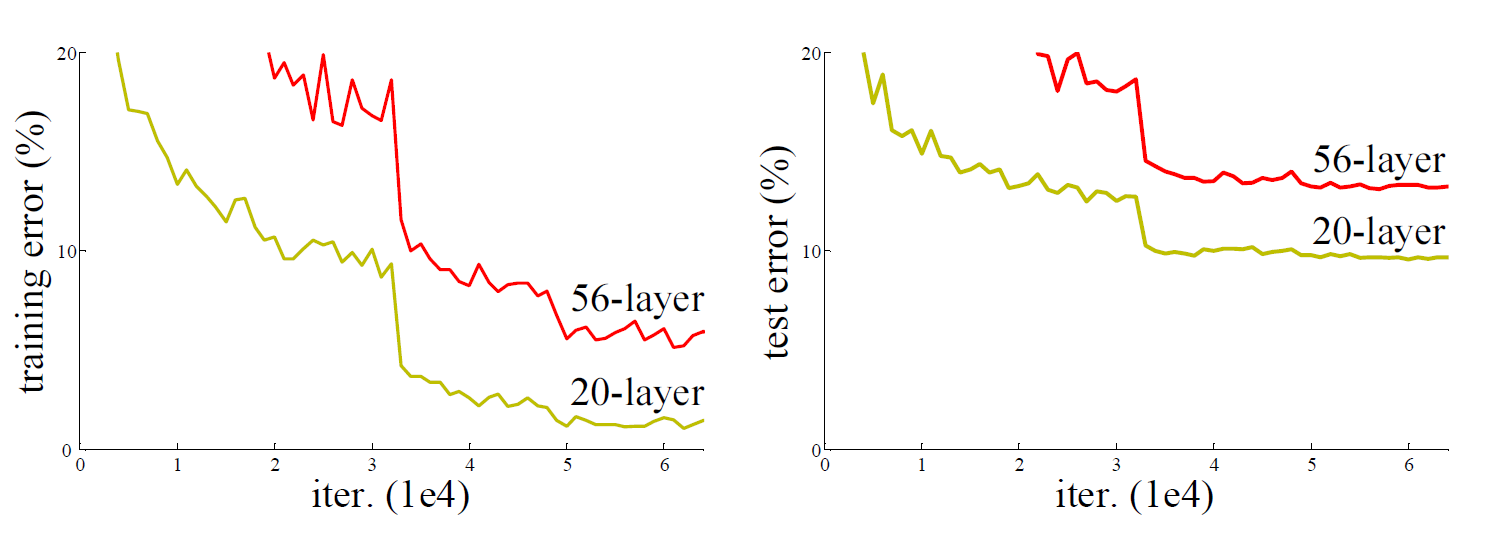 training error (%)
20
10
0
0 1 2 3 4 5 6
iter. (1e4)
56-layer
20-layer
test error (%)
20
10
0
0 1 2 3 4 5 6
iter. (1e4)
56-layer
20-layer